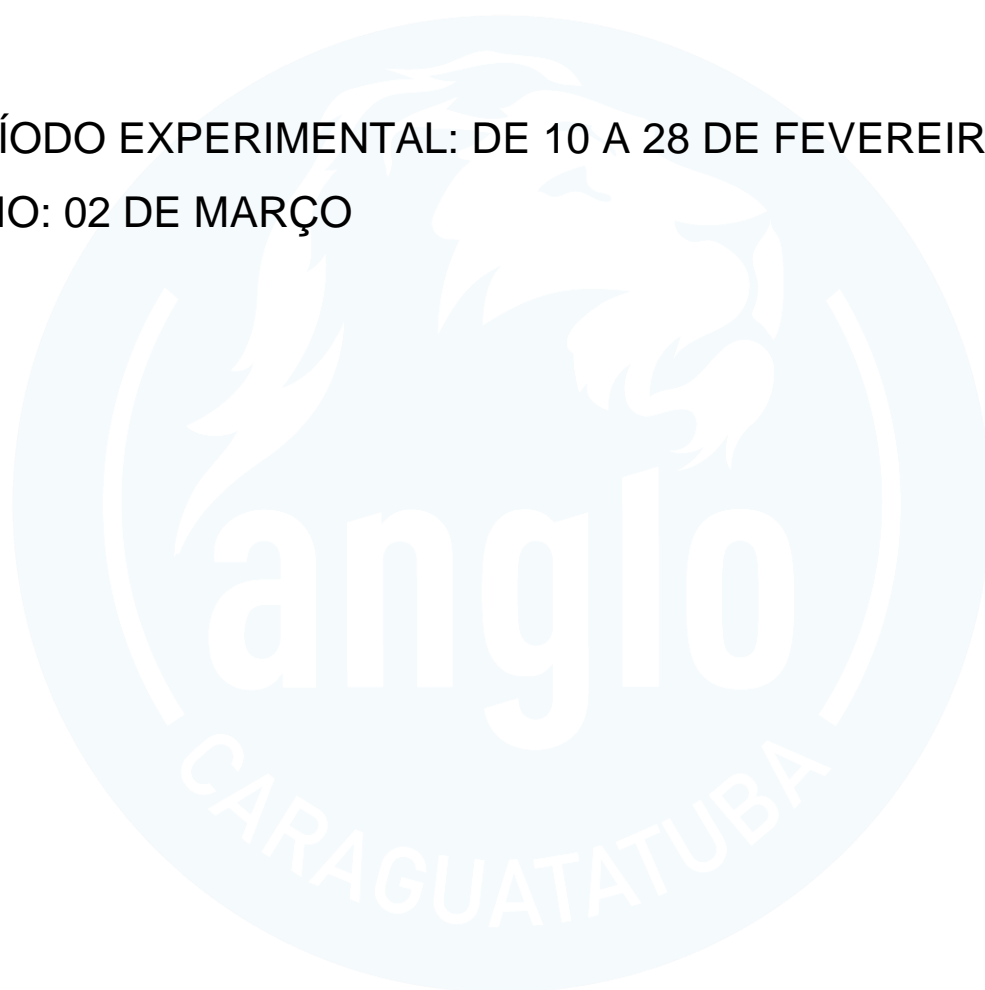 ÍODO EXPERIMENTAL: DE 10 A 28 DE FEVEREIR
IO: 02 DE MARÇO
anglo
CARAGUATATUBA